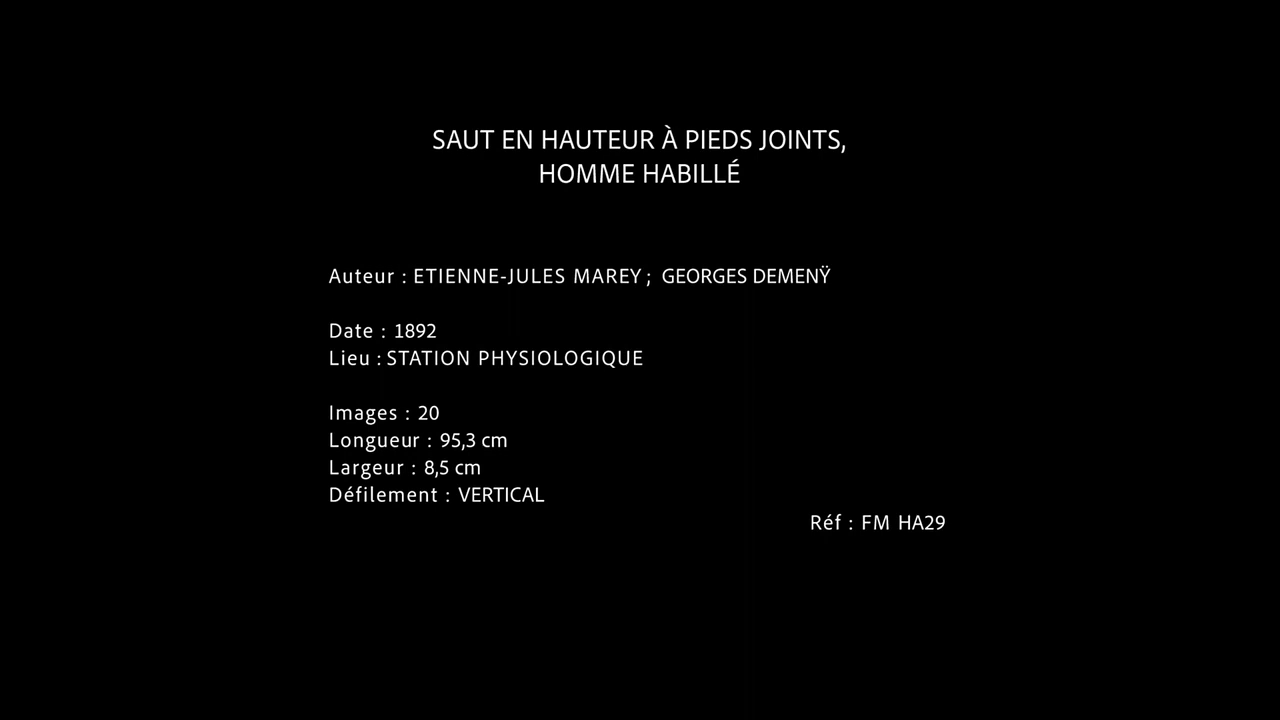 SAUT EN HAUTEUR À PIEDS JOINTS,
HOMME HABILLÉ
Auteur : ETIENNE-JULES MAREY ; GEORGES DEMENŸ
Date : 1892
Lieu : STATION PHYSIOLOGIQUE
Images : 20
Longueur : 95,3 cm
Largeur : 8,5 cm
Défilement : VERTICAL
Réf : FM HA29